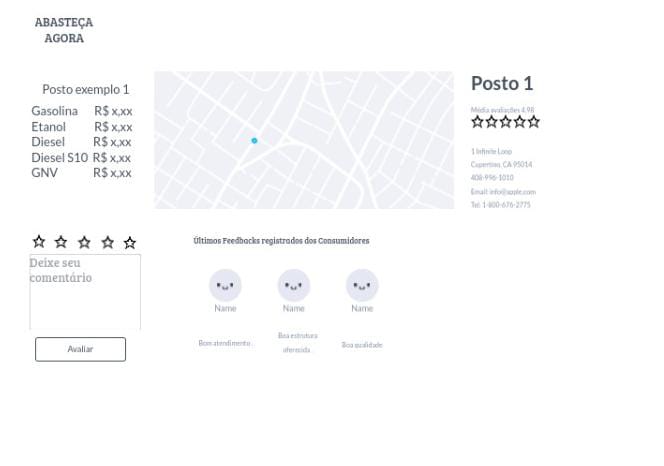 ABASTEÇA
AGORA
Posto exemplo 1
Gasolina R$ x,xx
Etanol R$ x,xx
Diesel R$ x,xx
Diesel S10 R$ x,xx
GNV R$ x,xx
Posto 1
Média avaliações 4,98
1 Infinite Loop
Cupertino, CA 95014
408-996-1010
Email: info@apple.com
Tel: 1-800-676-2775
Deixe seu
comentário
Avaliar
Últimos Feedbacks registrados dos Consumidores
Name Name Name
Bom atendimento .
Boa estrutura
oferecida .
Boa qualidade